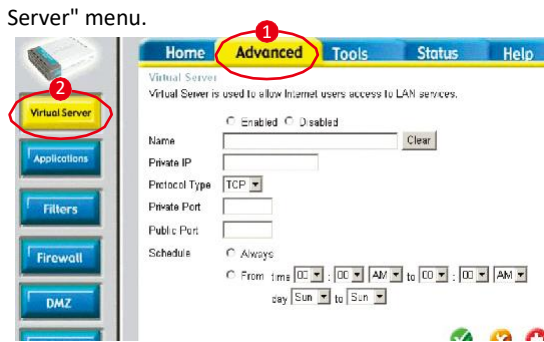 Server" menu.
1
Home Advanced Tools Status Help
2
Virtual Server
Virtual Server
Virtual Server is used to allow Internet users access to LAN services.
Enabled Disabled
Name Clear
Applications
Private IP
Protocol Type TCP
Filters
Private Port
Public Port
Firewall
Schedule Always
From time 00 : 00 AM to 00 : 00 AM
DMZ
day Sun to Sun